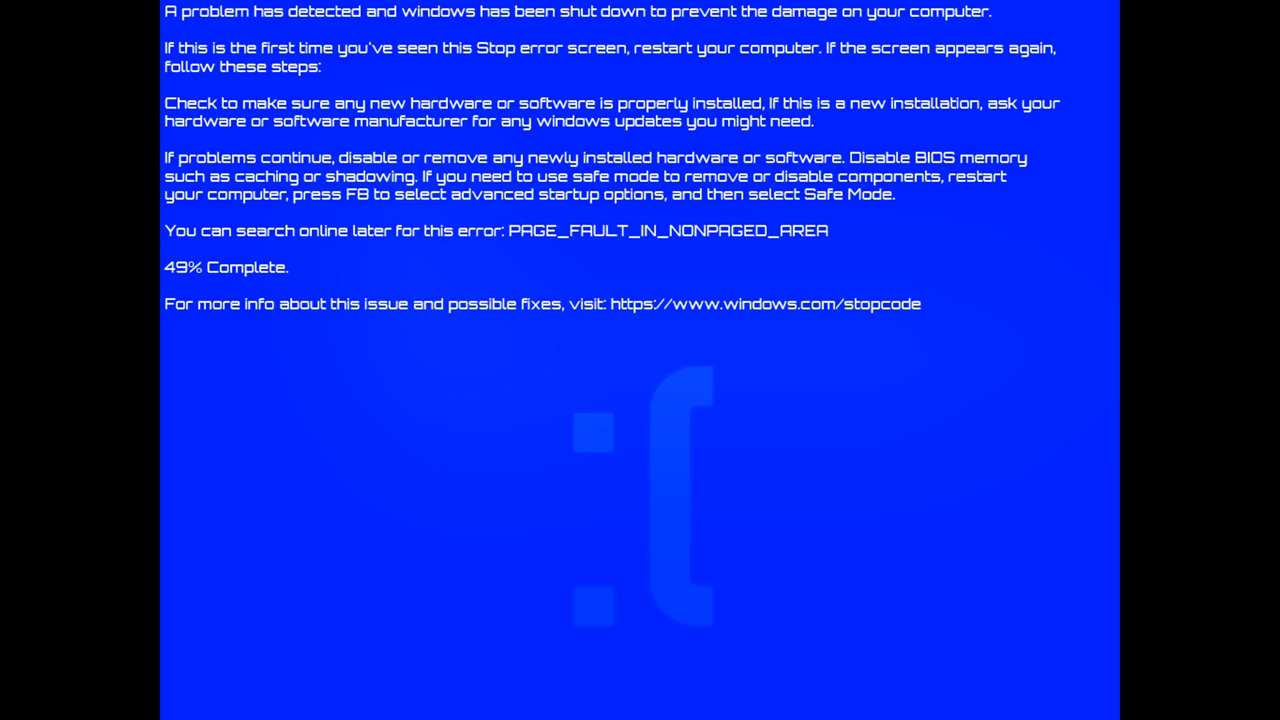 A problem has detected and windows has been shut down to prevent the damage on your computer.
If this is the first time you've seen this Stop error screen, restart your computer. If the screen appears again,
follow these steps:
Check to make sure any new hardware or software is properly installed, If this is a new installation, ask your
hardware or software manufacturer for any windows updates you might need.
If problems continue, disable or remove any newly installed hardware or software. Disable BIOS memory
such as caching or shadowing. If you need to use safe mode to remove or disable components, restart
your computer, press F8 to select advanced startup options, and then select Safe Mode.
You can search online later for this error: PAGE_FAULT_IN_NONPAGED_AREA
49% Complete.
For more info about this issue and possible fixes, visit: https://www.windows.com/stopcode
:(